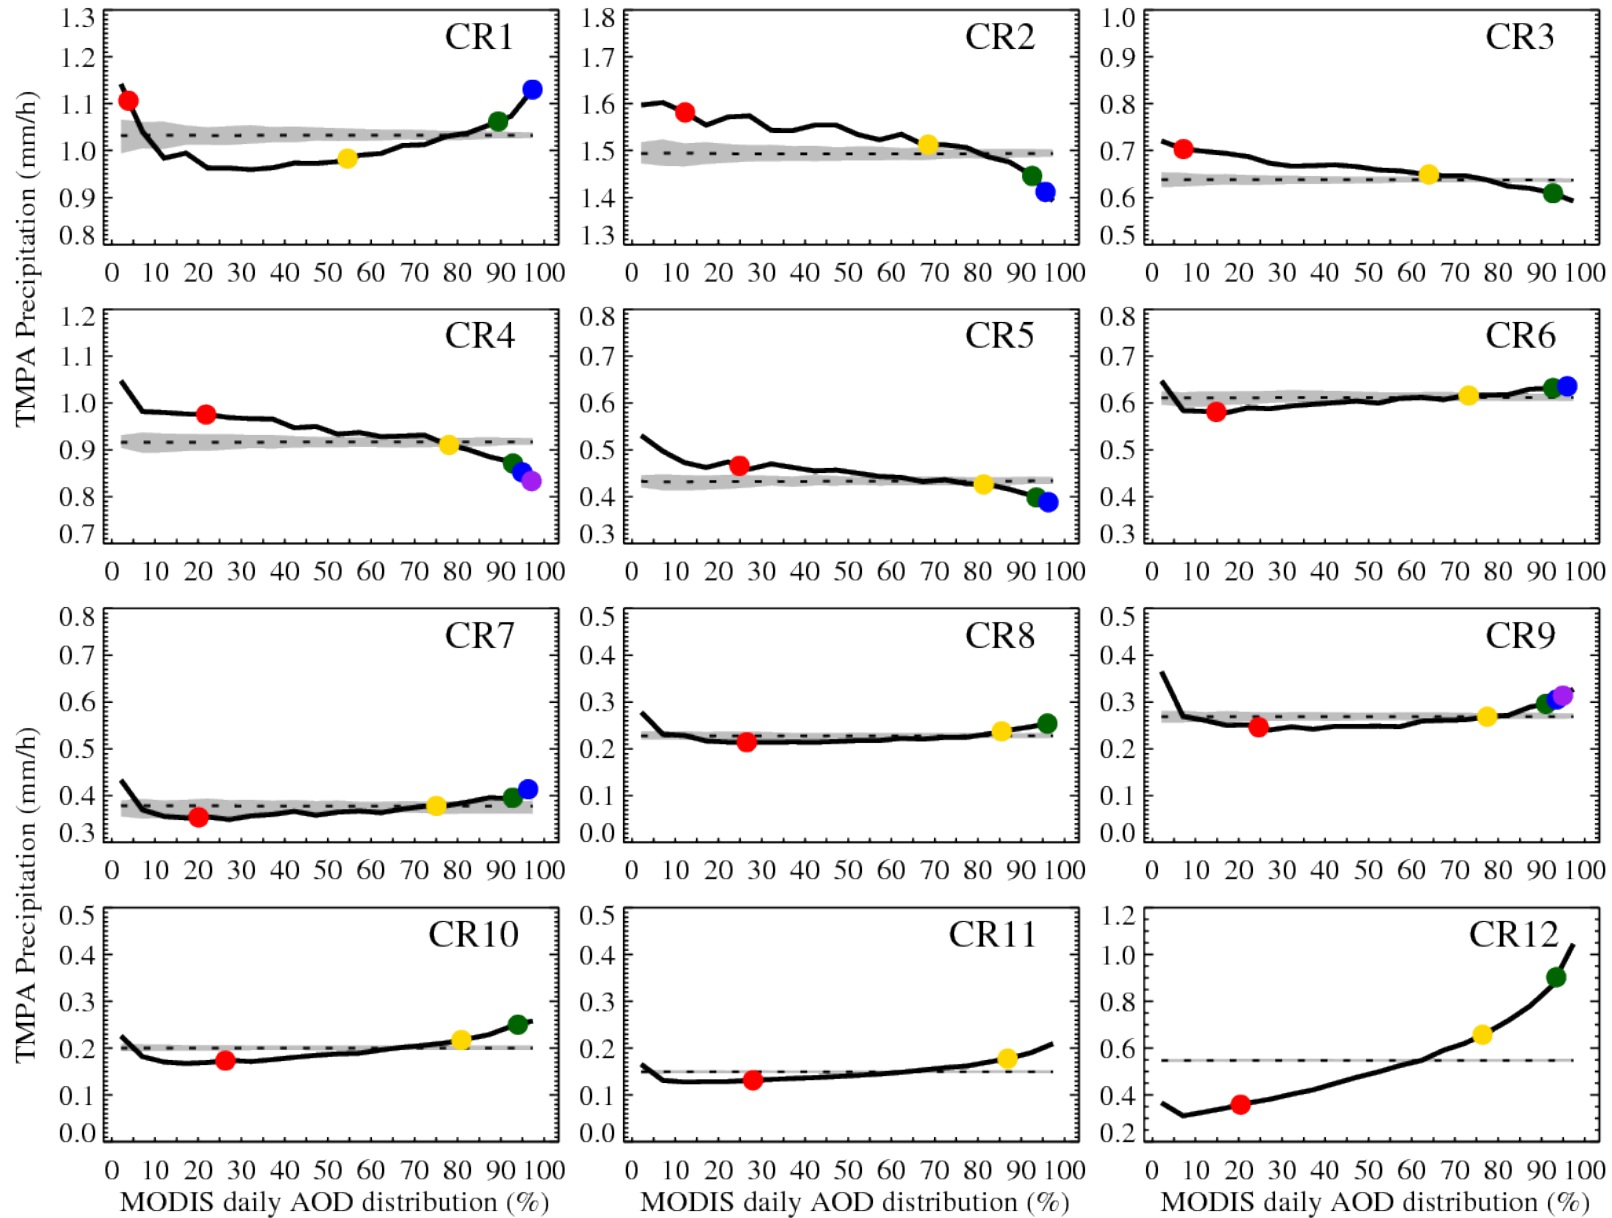 TMPA Precipitation (mm/h)
CR1
1.3
1.2
1.1
1.0
0.9
0.8
0 10 20 30 40 50 60 70 80 90 100
CR2
1.8
1.7
1.6
1.5
1.4
1.3
0 10 20 30 40 50 60 70 80 90 100
CR3
1.0
0.9
0.8
0.7
0.6
0.5
0 10 20 30 40 50 60 70 80 90 100
CR4
1.2
1.1
1.0
0.9
0.8
0.7
0 10 20 30 40 50 60 70 80 90 100
CR5
0.8
0.7
0.6
0.5
0.4
0.3
0 10 20 30 40 50 60 70 80 90 100
CR6
0.8
0.7
0.6
0.5
0.4
0.3
0 10 20 30 40 50 60 70 80 90 100
TMPA Precipitation (mm/h)
CR7
0.8
0.7
0.6
0.5
0.4
0.3
0 10 20 30 40 50 60 70 80 90 100
CR8
0.5
0.4
0.3
0.2
0.1
0.0
0 10 20 30 40 50 60 70 80 90 100
CR9
0.5
0.4
0.3
0.2
0.1
0.0
0 10 20 30 40 50 60 70 80 90 100
CR10
0.5
0.4
0.3
0.2
0.1
0.0
0 10 20 30 40 50 60 70 80 90 100
MODIS daily AOD distribution (%)
CR11
0.5
0.4
0.3
0.2
0.1
0.0
0 10 20 30 40 50 60 70 80 90 100
MODIS daily AOD distribution (%)
CR12
1.2
1.0
0.8
0.6
0.4
0.2
0 10 20 30 40 50 60 70 80 90 100
MODIS daily AOD distribution (%)